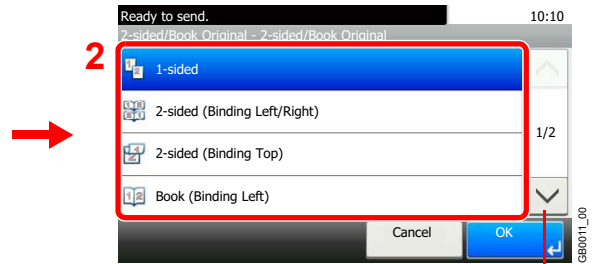 Ready to send. 10:10
2-sided/Book Original - 2-sided/Book Original
2
1-sided
2-sided (Binding Left/Right)
2-sided (Binding Top)
1/2
Book (Binding Left)
Cancel OK
GB0011_00